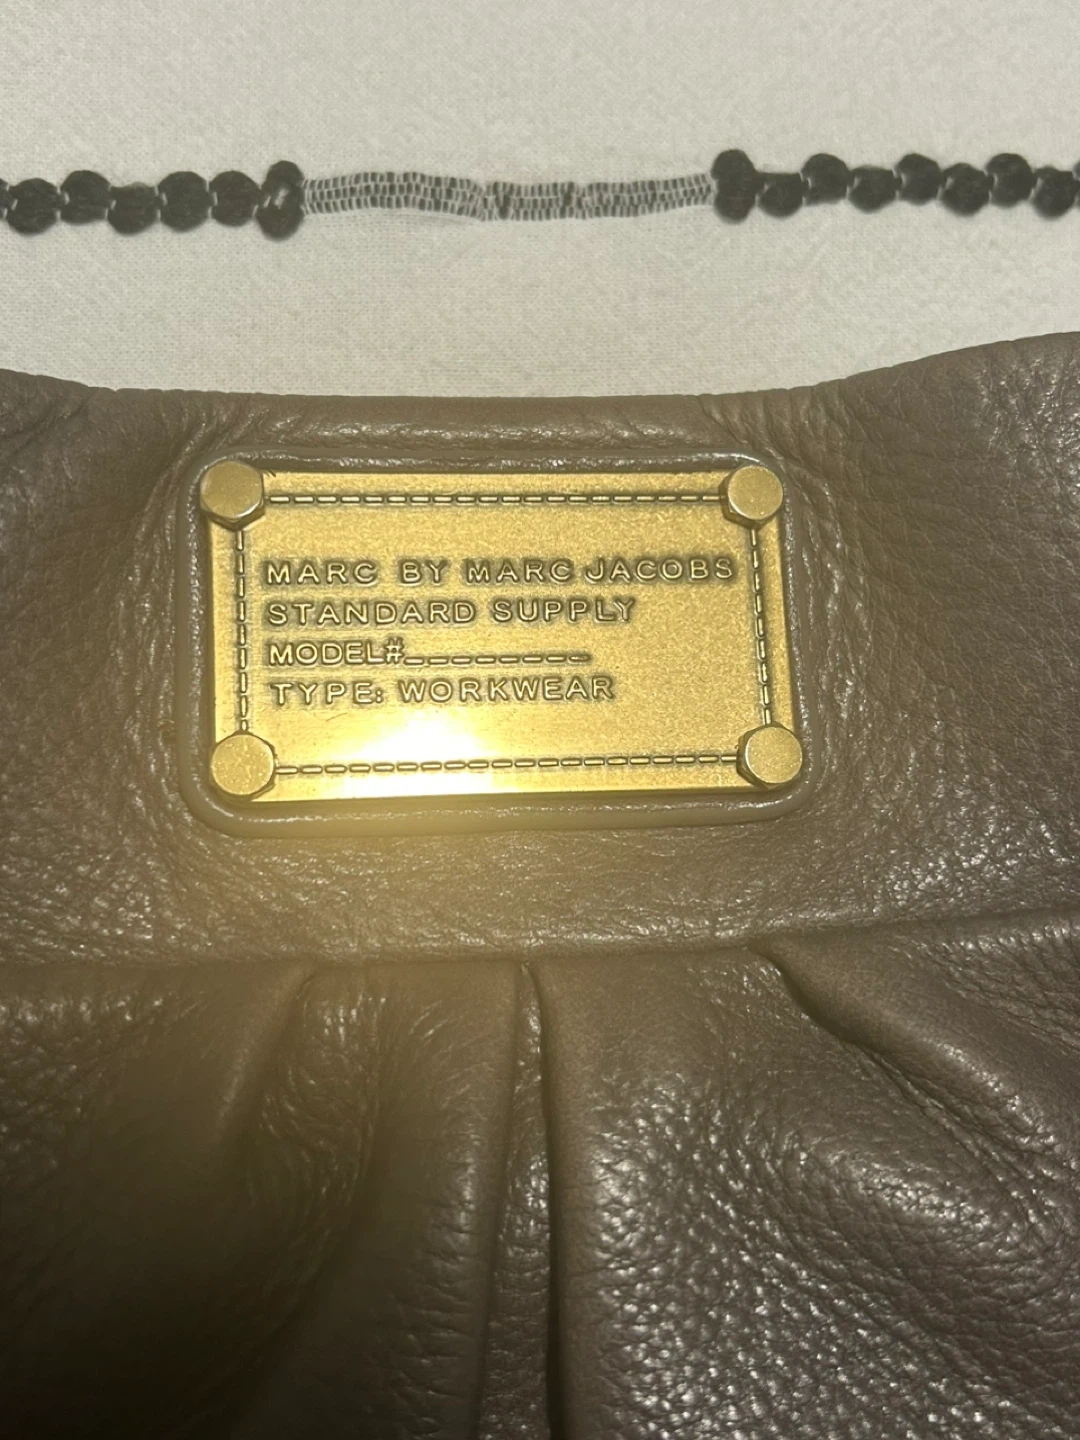 MARC BY MARC JACOBS
STANDARD SUPPLY
MODEL#_________
TYPE: WORKWEAR